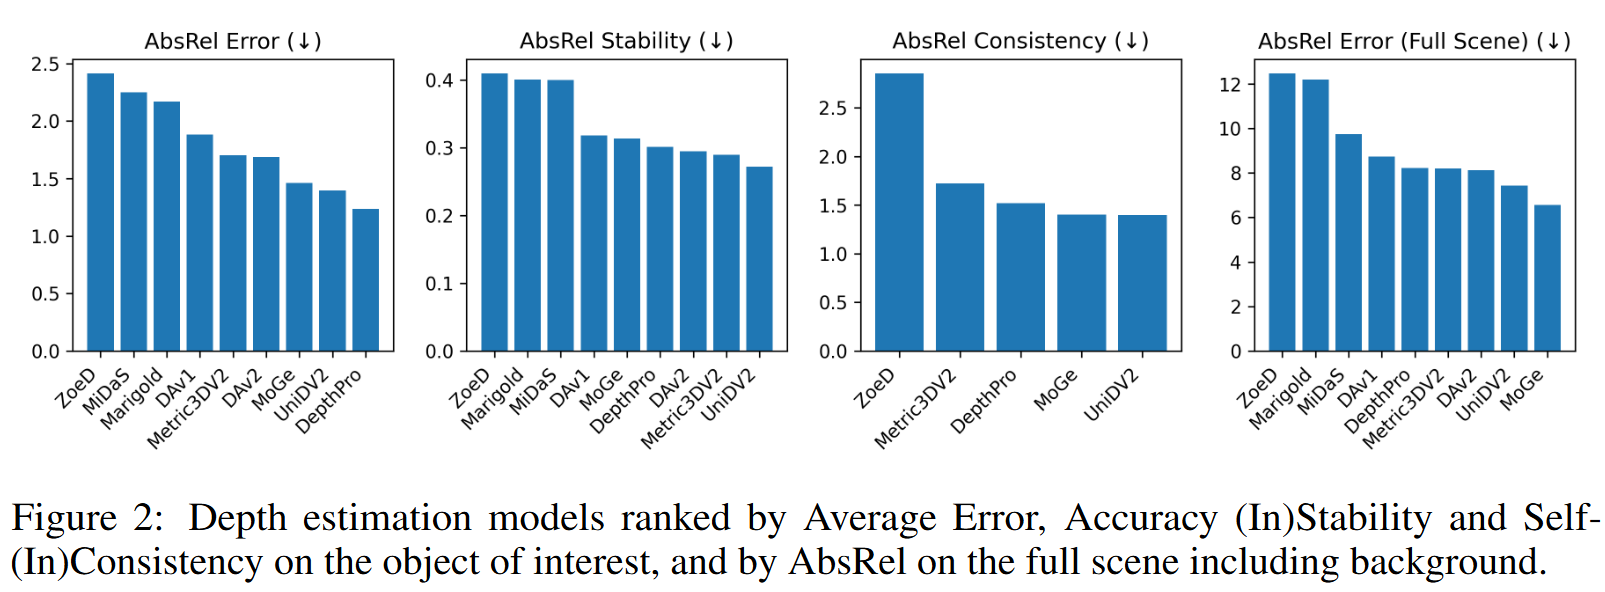 AbsRel Error (↓)
2.5
2.0
1.5
1.0
0.5
0.0
ZoeD
MiDaS
Marigold
DAv1
Metric3DV2
DAv2
MoGe
UniDV2
DepthPro
AbsRel Stability (↓)
0.4
0.3
0.2
0.1
0.0
ZoeD
Marigold
MiDaS
DAv1
MoGe
DepthPro
DAv2
Metric3DV2
UniDV2
AbsRel Consistency (↓)
2.5
2.0
1.5
1.0
0.5
0.0
ZoeD
Metric3DV2
DepthPro
MoGe
UniDV2
AbsRel Error (Full Scene) (↓)
12
10
8
6
4
2
0
ZoeD
Marigold
MiDaS
DAv1
DepthPro
Metric3DV2
DAv2
UniDV2
MoGe
Figure 2: Depth estimation models ranked by Average Error, Accuracy (In)Stability and Self-
(In)Consistency on the object of interest, and by AbsRel on the full scene including background.